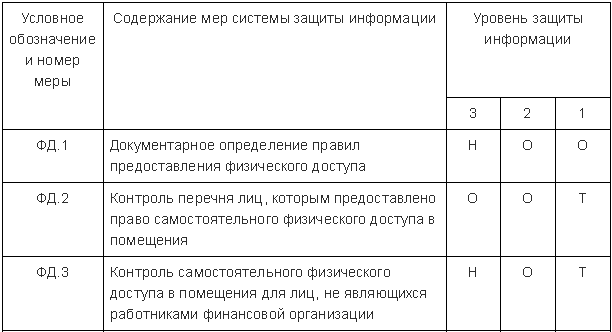 Условное обозначение и номер меры
Содержание мер системы защиты информации
Уровень защиты информации
3 2 1
ФД.1
Документарное определение правил
предоставления физического доступа
Н О О
ФД.2
Контроль перечня лиц, которым предоставлено
право самостоятельного физического доступа в
помещения
О О Т
ФД.3
Контроль самостоятельного физического
доступа в помещения для лиц, не являющихся
работниками финансовой организации
Н О Т